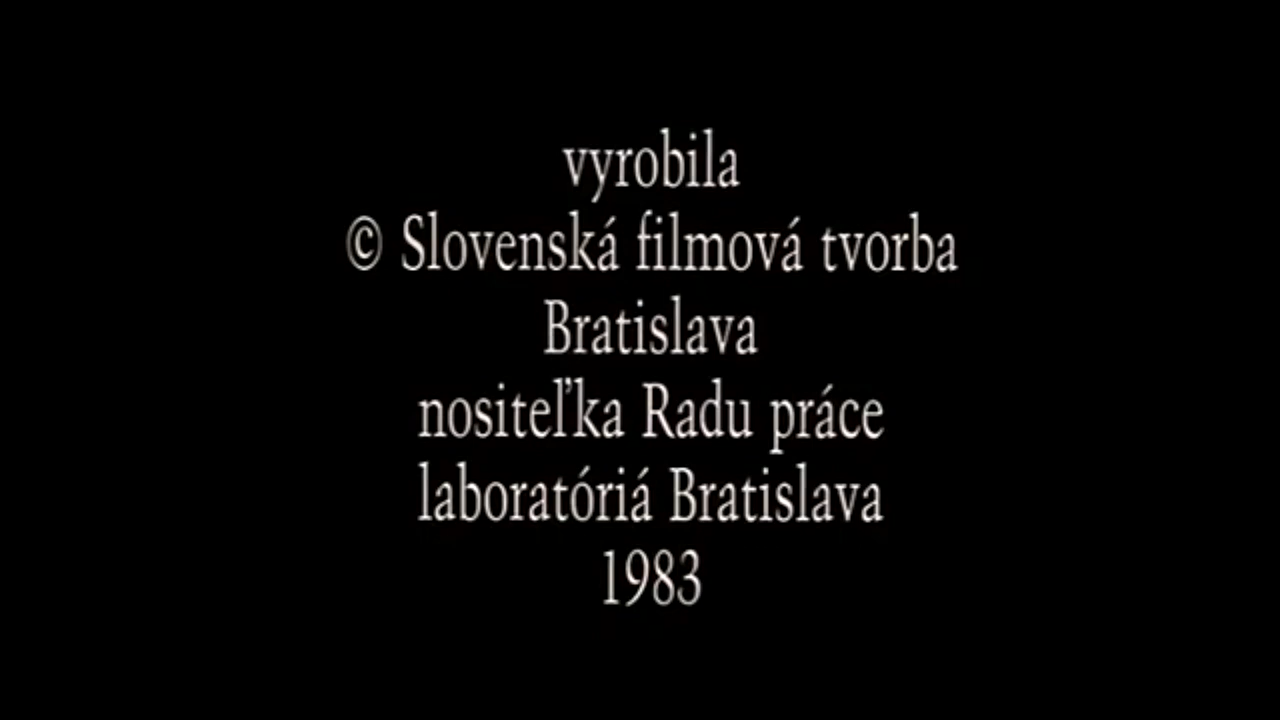 vyrobila
© Slovenská filmová tvorba
Bratislava
nositeľka Radu práce
laboratóriá Bratislava
1983